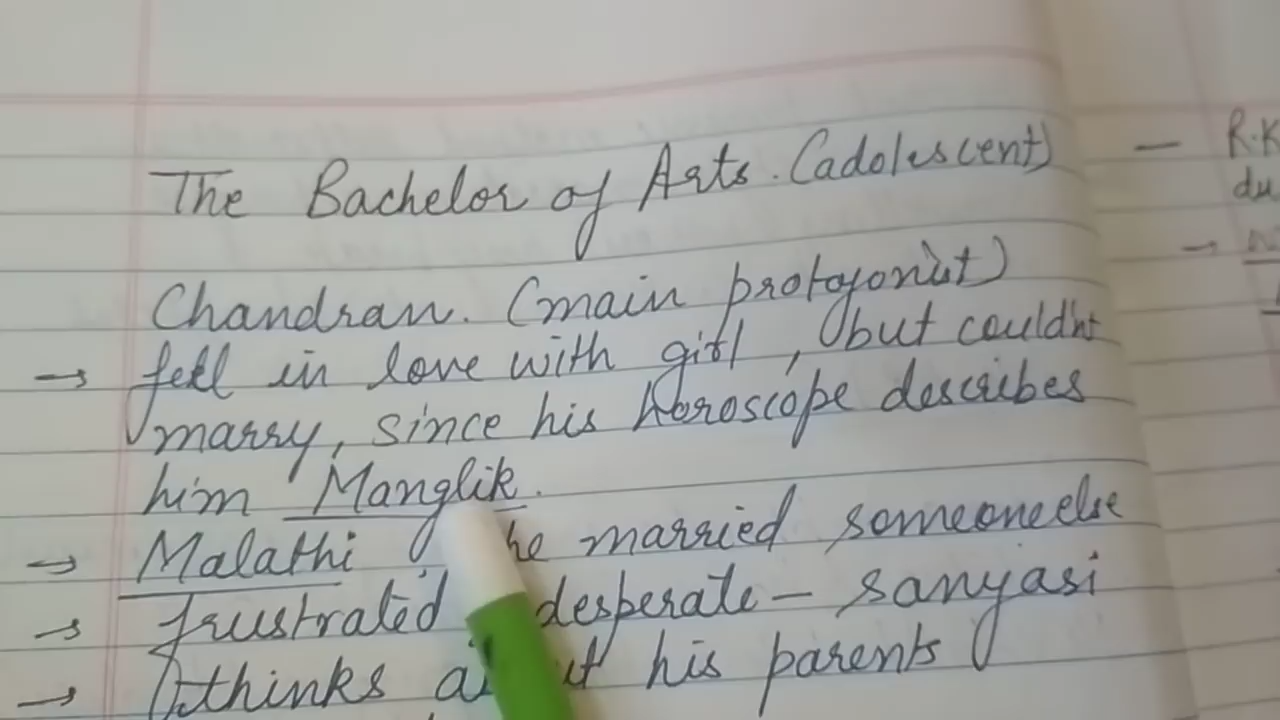 The Bachelor of Arts. (adolescent)
Chandran. (main protagonist)
→ fell in love with girl, but couldn't
marry, since his horoscope describes
him Manglik.
→ Malathi he married someone else
→ frustrated desperate - sanyasi
→ thinks his parents
- R.K
du
→